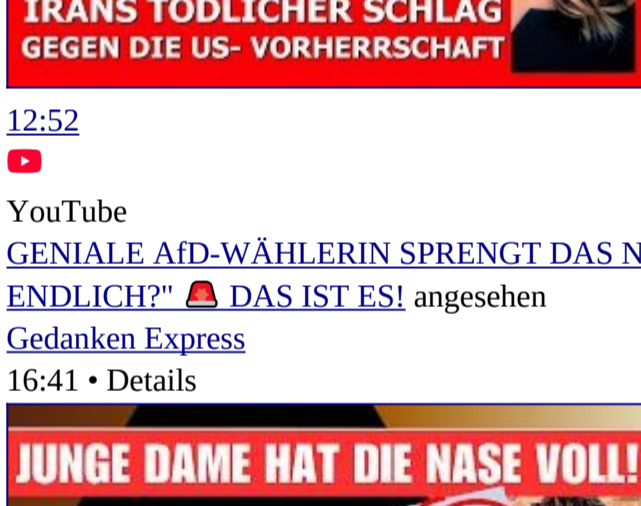 IRANS TÖDLICHER SCHLAG
GEGEN DIE US- VORHERRSCHAFT
12:52
YouTube
GENIALE AfD-WÄHLERIN SPRENGT DAS
ENDLICH?" 🚨 DAS IST ES! angesehen
Gedanken Express
16:41 • Details
JUNGE DAME HAT DIE NASE VOLL!